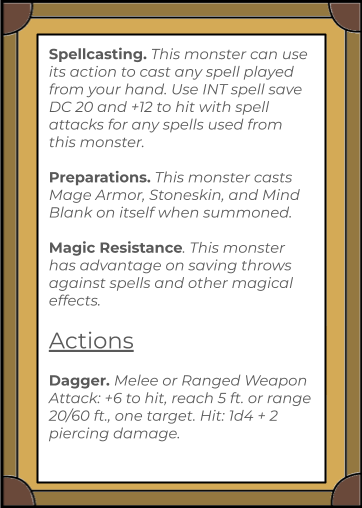 Spellcasting. This monster can use
its action to cast any spell played
from your hand. Use INT spell save
DC 20 and +12 to hit with spell
attacks for any spells used from
this monster.
Preparations. This monster casts
Mage Armor, Stoneskin, and Mind
Blank on itself when summoned.
Magic Resistance. This monster
has advantage on saving throws
against spells and other magical
effects.
Actions
Dagger. Melee or Ranged Weapon
Attack: +6 to hit, reach 5 ft. or range
20/60 ft., one target. Hit: 1d4 + 2
piercing damage.